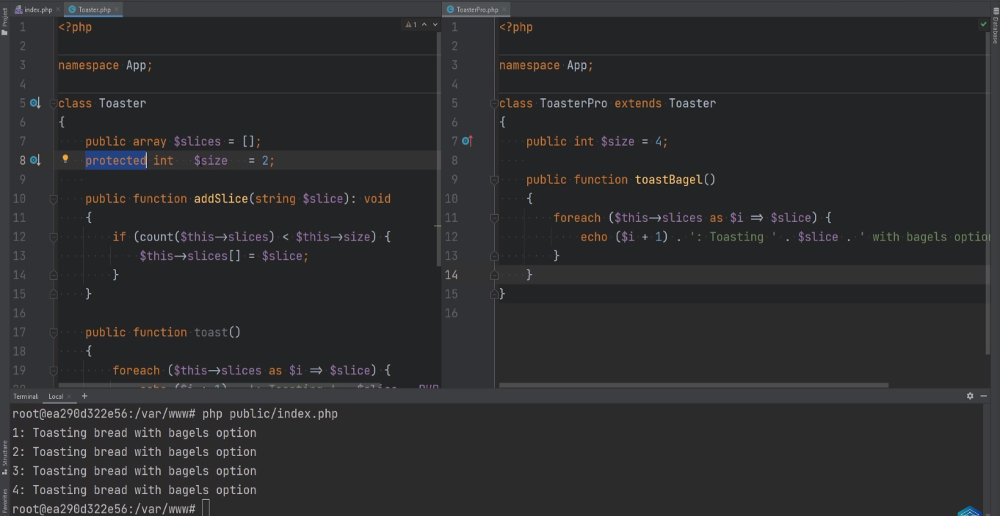 index.php
Toaster.php
ToasterPro.php
Project
Database
1 <?php
2
3 namespace App;
4
5 class Toaster
6 {
7 public array $slices = [];
8 protected int $size = 2;
9
10 public function addSlice(string $slice): void
11 {
12 if (count($this→slices) < $this→size) {
13 $this→slices[] = $slice;
14 }
15 }
16
17 public function toast()
18 {
19 foreach ($this→slices as $i ⇒ $slice) {
1
1 <?php
2
3 namespace App;
4
5 class ToasterPro extends Toaster
6 {
7 public int $size = 4;
8
9 public function toastBagel()
10 {
11 foreach ($this→slices as $i ⇒ $slice) {
12 echo ($i + 1) . ': Toasting ' . $slice . ' with bagels optio
13 }
14 }
15 }
16
Terminal: Local +
root@ea290d322e56:/var/www# php public/index.php
1: Toasting bread with bagels option
2: Toasting bread with bagels option
3: Toasting bread with bagels option
4: Toasting bread with bagels option
root@ea290d322e56:/var/www#
Structure
Favorites